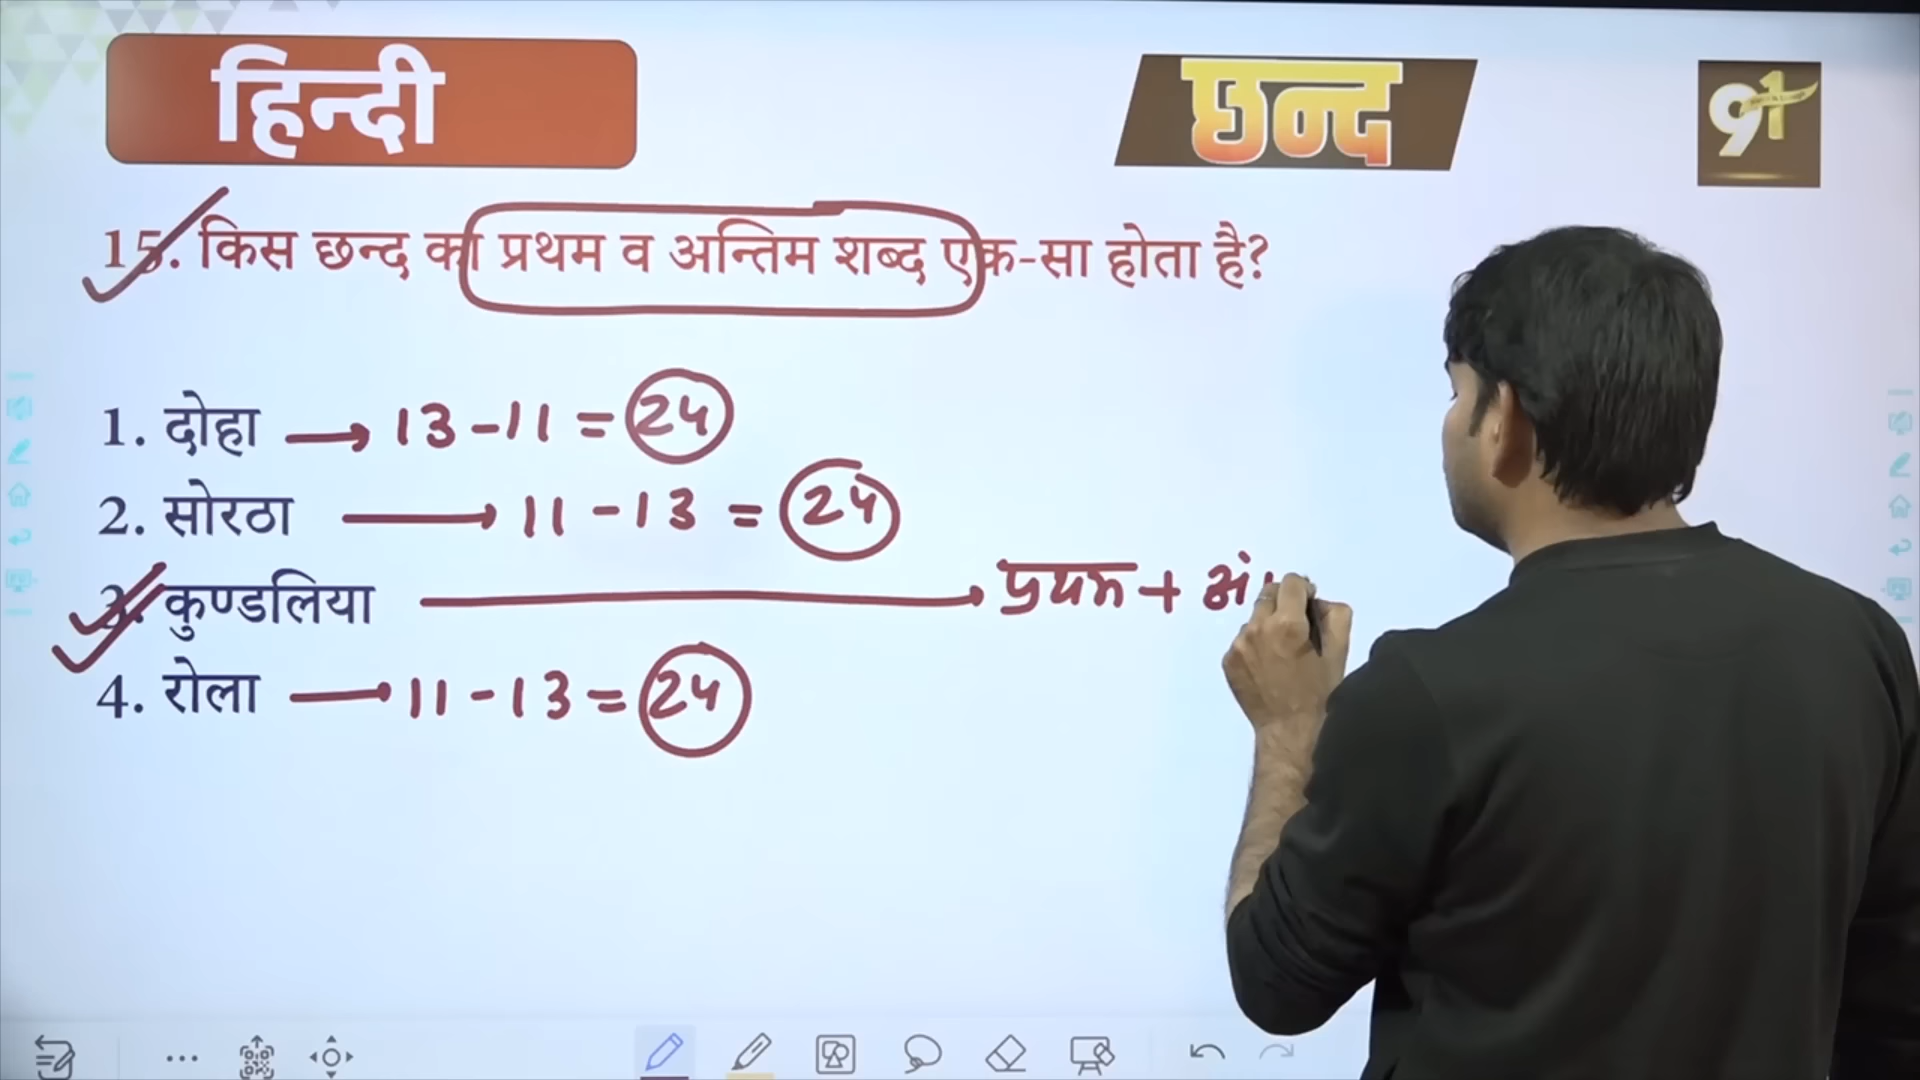 हिन्दी
छन्द
91
15. किस छन्द का प्रथम व अन्तिम शब्द एक-सा होता है?
1. दोहा → 13-11 = 24
2. सोरठा → 11-13 = 24
3. कुण्डलिया → प्रथम + अं
4. रोला → 11-13 = 24